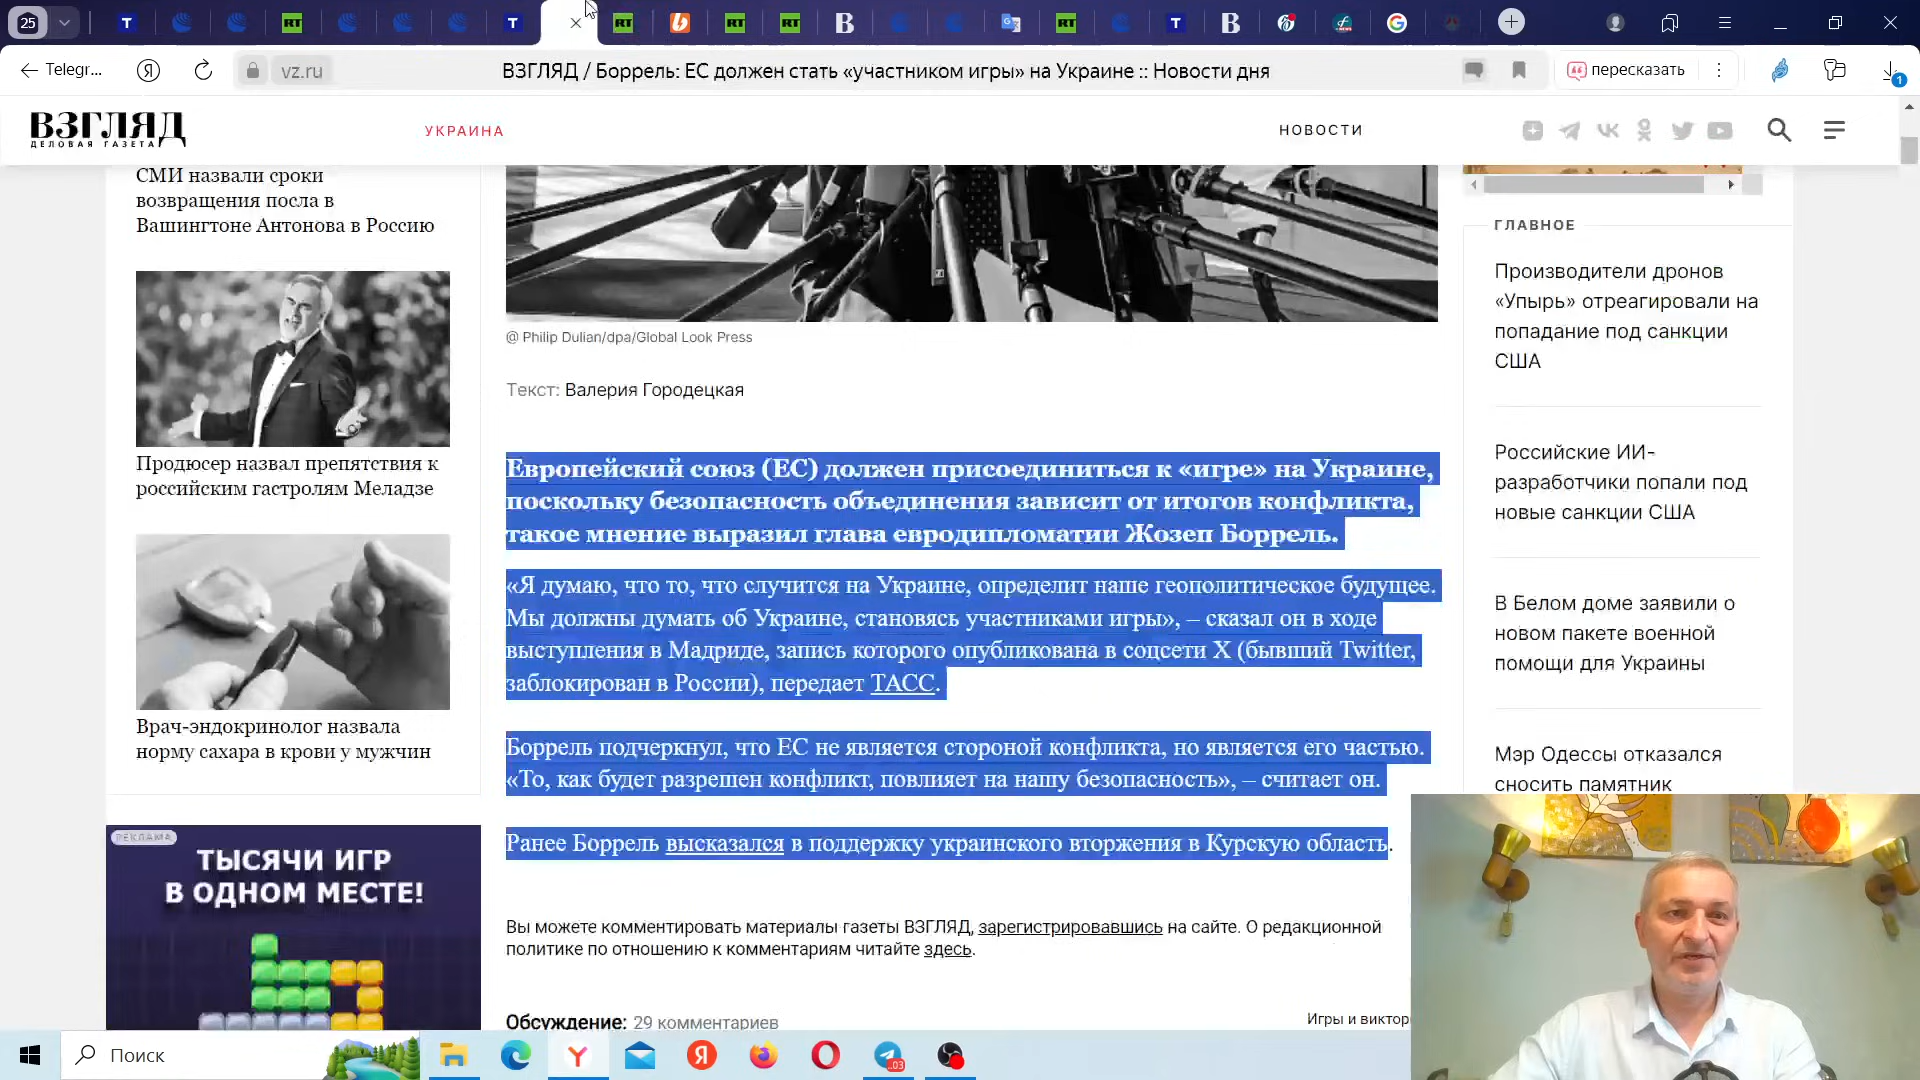 25
Telegr...
vz.ru
ВЗГЛЯД / Боррель: ЕС должен стать «участником игры» на Украине :: Новости дня
пересказать
1
ВЗГЛЯД
ДЕЛОВАЯ ГАЗЕТА
УКРАИНА
НОВОСТИ
СМИ назвали сроки
возвращения посла в
Вашингтоне Антонова в Россию
Продюсер назвал препятствия к
российским гастролям Меладзе
Врач-эндокринолог назвала
норму сахара в крови у мужчин
РЕКЛАМА
ТЫСЯЧИ ИГР
В ОДНОМ МЕСТЕ!
@ Philip Dulian/dpa/Global Look Press
Текст: Валерия Городецкая
Европейский союз (ЕС) должен присоединиться к «игре» на Украине,
поскольку безопасность объединения зависит от итогов конфликта,
такое мнение выразил глава евродипломатии Жозеп Боррель.
«Я думаю, что то, что случится на Украине, определит наше геополитическое будущее.
Мы должны думать об Украине, становясь участниками игры», – сказал он в ходе
выступления в Мадриде, запись которого опубликована в соцсети X (бывший Twitter,
заблокирован в России), передает ТАСС.
Боррель подчеркнул, что ЕС не является стороной конфликта, но является его частью.
«То, как будет разрешен конфликт, повлияет на нашу безопасность», – считает он.
Ранее Боррель высказался в поддержку украинского вторжения в Курскую область.
Вы можете комментировать материалы газеты ВЗГЛЯД, зарегистрировавшись на сайте. О редакционной
политике по отношению к комментариям читайте здесь.
Обсуждение: 29 комментариев
Игры и виктор
ГЛАВНОЕ
Производители дронов
«Упырь» отреагировали на
попадание под санкции
США
Российские ИИ-
разработчики попали под
новые санкции США
В Белом доме заявили о
новом пакете военной
помощи для Украины
Мэр Одессы отказался
сносить памятник
Поиск